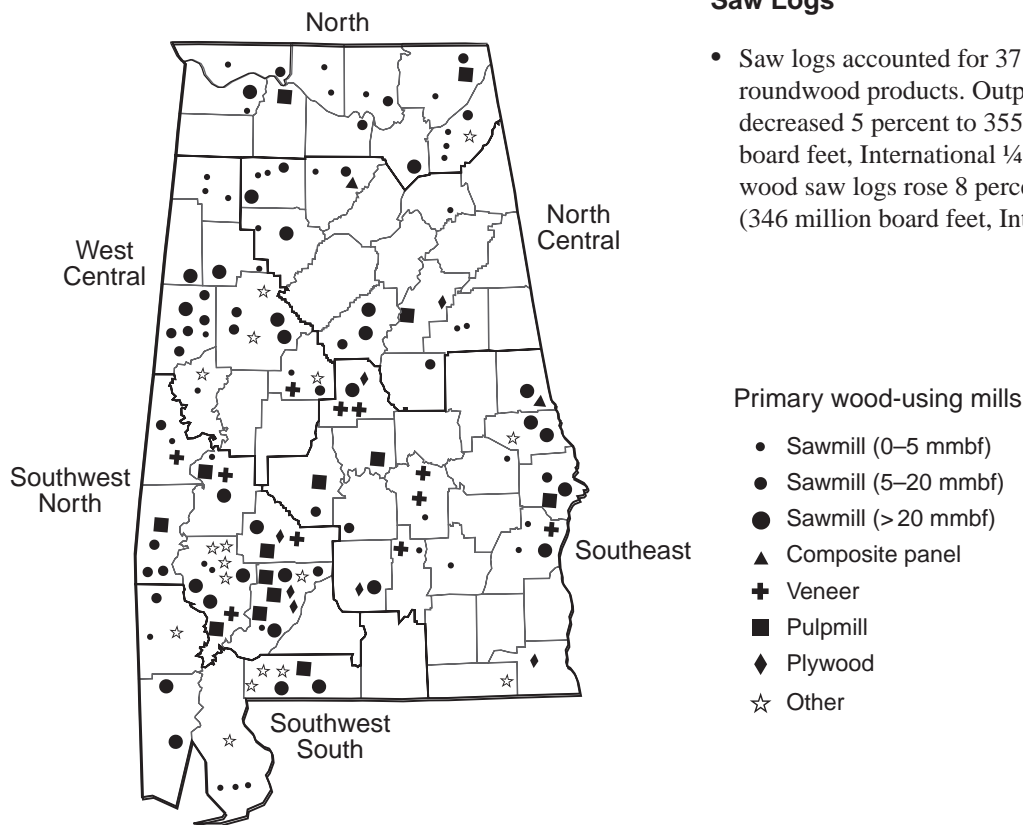 North
North
Central
West
Central
Southwest
North
Southeast
Southwest
South
Saw Logs
• Saw logs accounted for 37
roundwood products. Outp
decreased 5 percent to 355
board feet, International ¼
wood saw logs rose 8 perce
(346 million board feet, Int
Primary wood-using mills
Sawmill (0–5 mmbf)
Sawmill (5–20 mmbf)
Sawmill (> 20 mmbf)
Composite panel
Veneer
Pulpmill
Plywood
Other